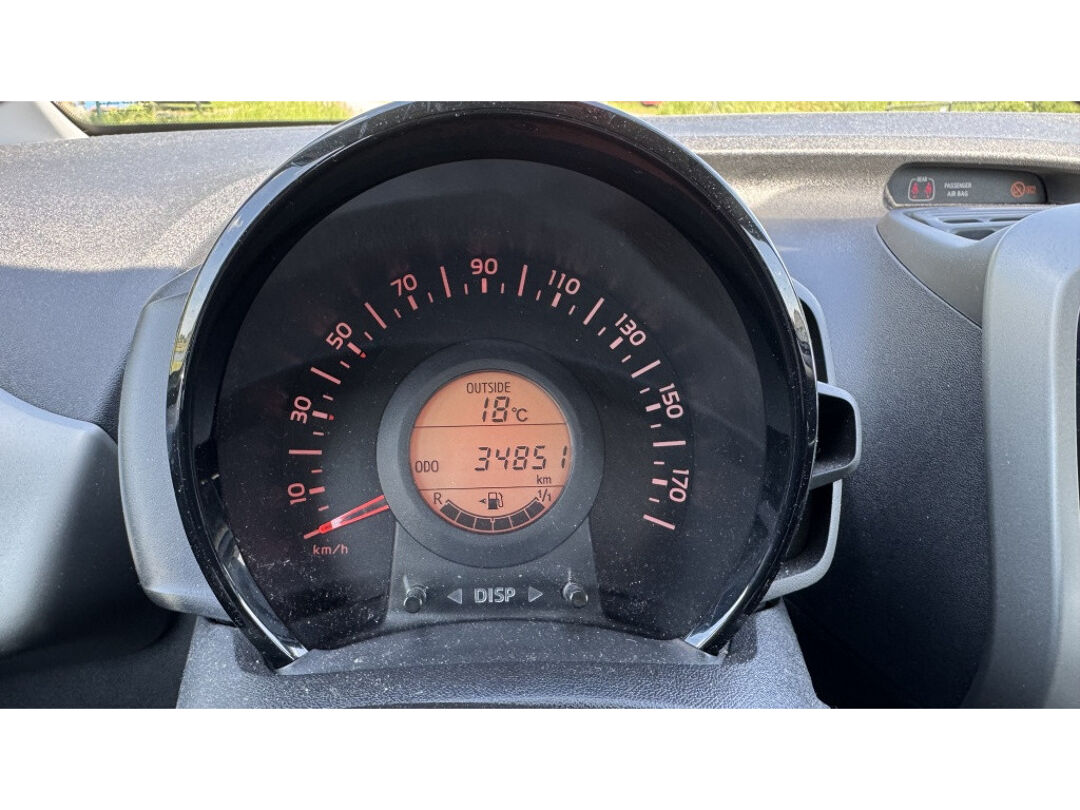 REAR
PASSENGER
AIR BAG
10
30
50
70
90
110
130
150
170
km/h
OUTSIDE
18°C
ODO 34851
km
R 1/1
DISP